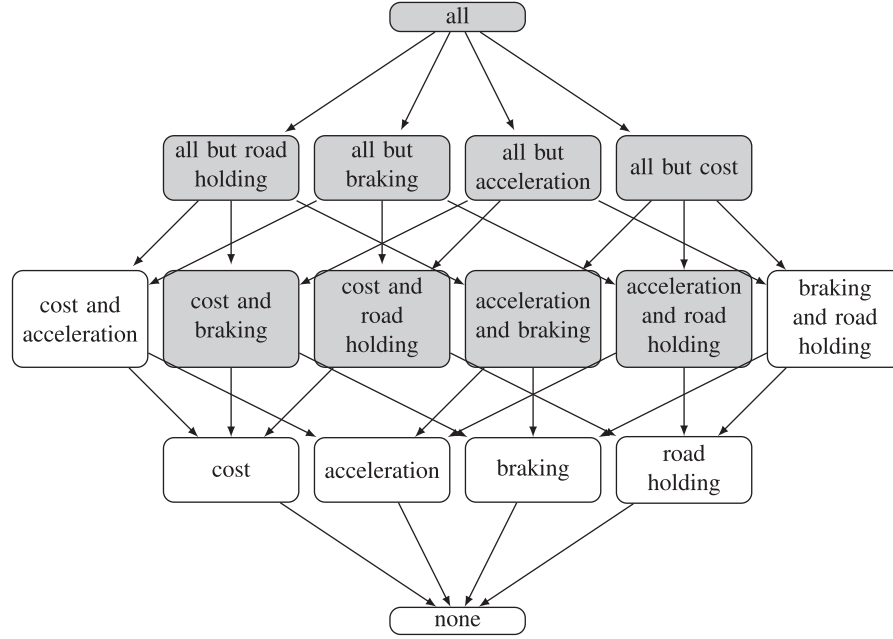 all
all but road
holding
all but
braking
all but
acceleration
all but cost
cost and
acceleration
cost and
braking
cost and
road
holding
acceleration
and braking
acceleration
and road
holding
braking
and road
holding
cost
acceleration
braking
road
holding
none